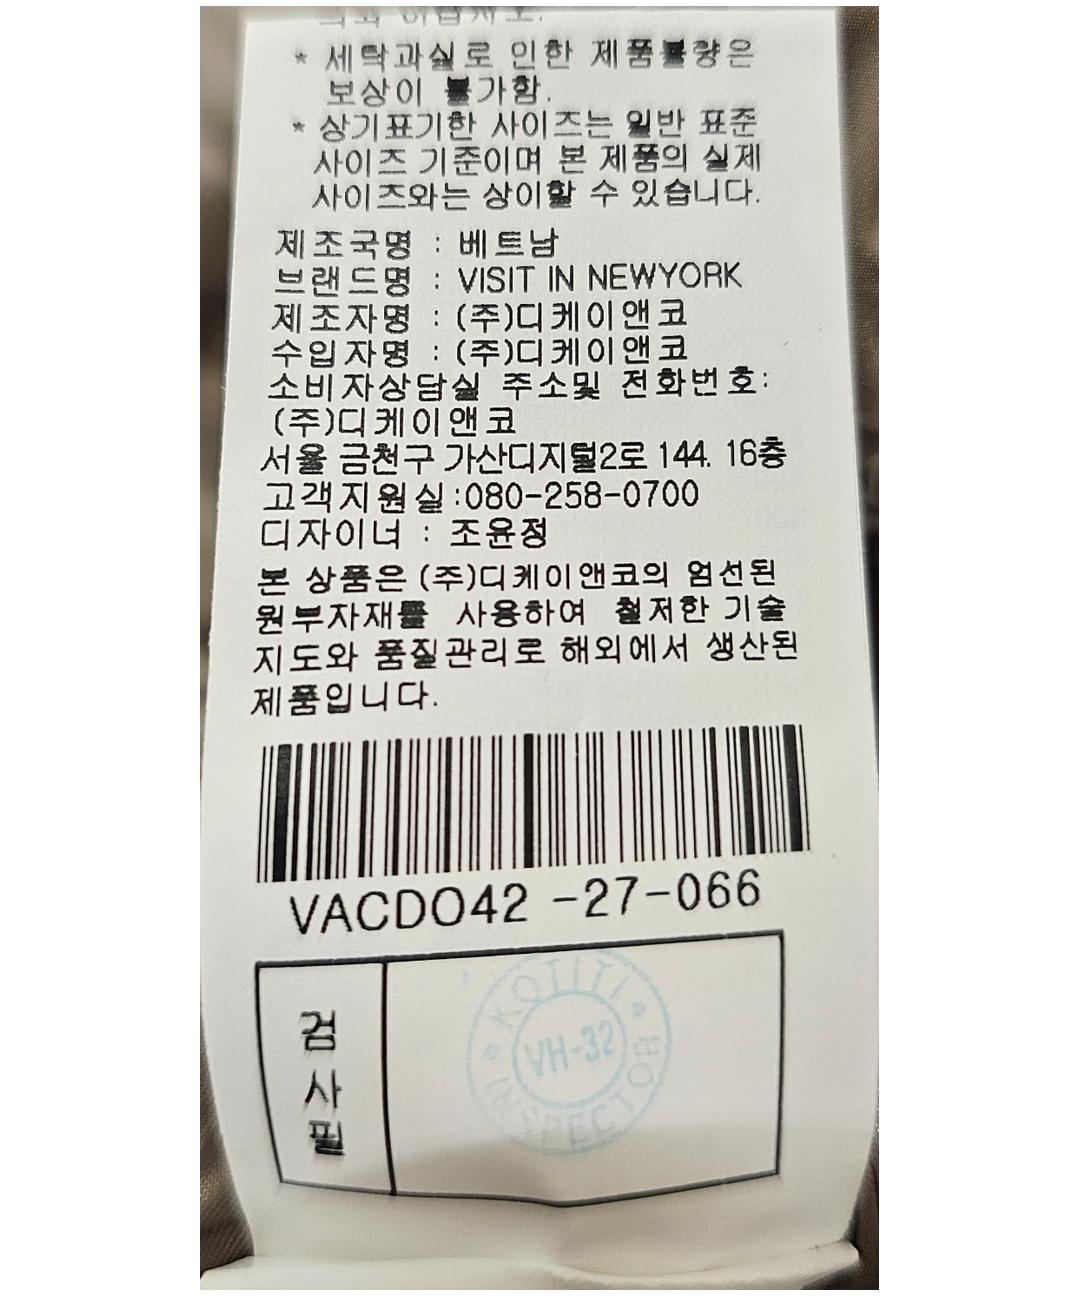 * 세탁과실로 인한 제품불량은
보상이 불가함.
* 상기표기한 사이즈는 일반 표준
사이즈 기준이며 본 제품의 실제
사이즈와는 상이할 수 있습니다.
제조국명 : 베트남
브랜드명 : VISIT IN NEWYORK
제조자명 : (주)디케이앤코
수입자명 : (주)디케이앤코
소비자상담실 주소및 전화번호:
(주)디케이앤코
서울 금천구 가산디지털2로 144. 16층
고객지원실:080-258-0700
디자이너 : 조윤정
본 상품은 (주)디케이앤코의 엄선된
원부자재를 사용하여 철저한 기술
지도와 품질관리로 해외에서 생산된
제품입니다.
VACDO42 -27-066
검사필
KOTITI
VH-32
INSPECTOR